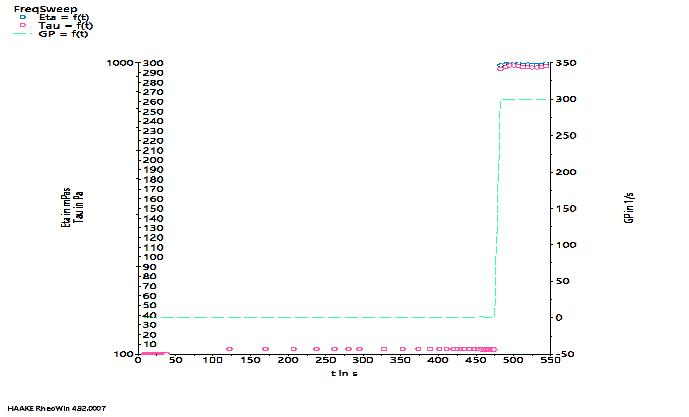 FreqSweep
Eta = f(t)
Tau = f(t)
GP = f(t)
1000 300 350
290
280
270
260 300
250
240
230
220 250
210
200
190 200
180
170
160
150 150
140
130
120
110 100
100
90
80
70 50
60
50
40 0
30
20
10
100 -50
0 50 100 150 200 250 300 350 400 450 500 550
t in s
Eta in mPas
Tau in Pa
GP in 1/s
HAAKE RheoWin 4.92.0007